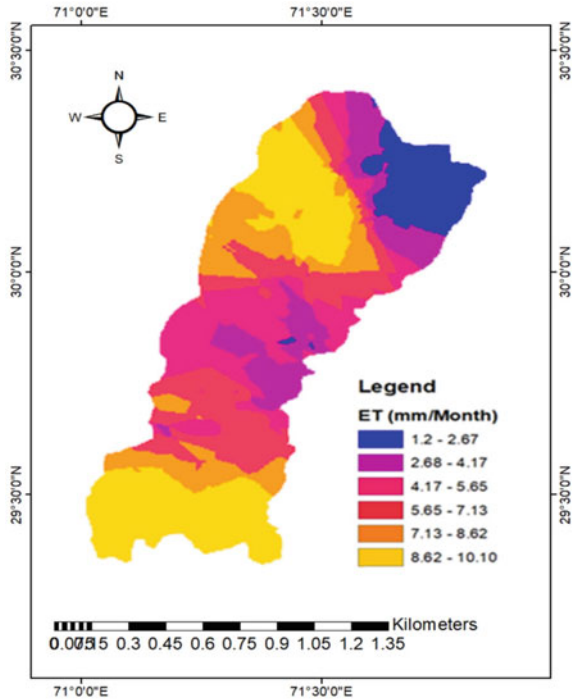 71°0'0"E 71°30'0"E
30°30'0"N 30°30'0"N
N
W E
S
30°0'0"N 30°0'0"N
Legend
ET (mm/Month)
1.2 - 2.67
2.68 - 4.17
4.17 - 5.65
5.65 - 7.13
7.13 - 8.62
8.62 - 10.10
29°30'0"N 29°30'0"N
Kilometers
0.3 0.45 0.6 0.75 0.9 1.05 1.2 1.35
71°0'0"E 71°30'0"E